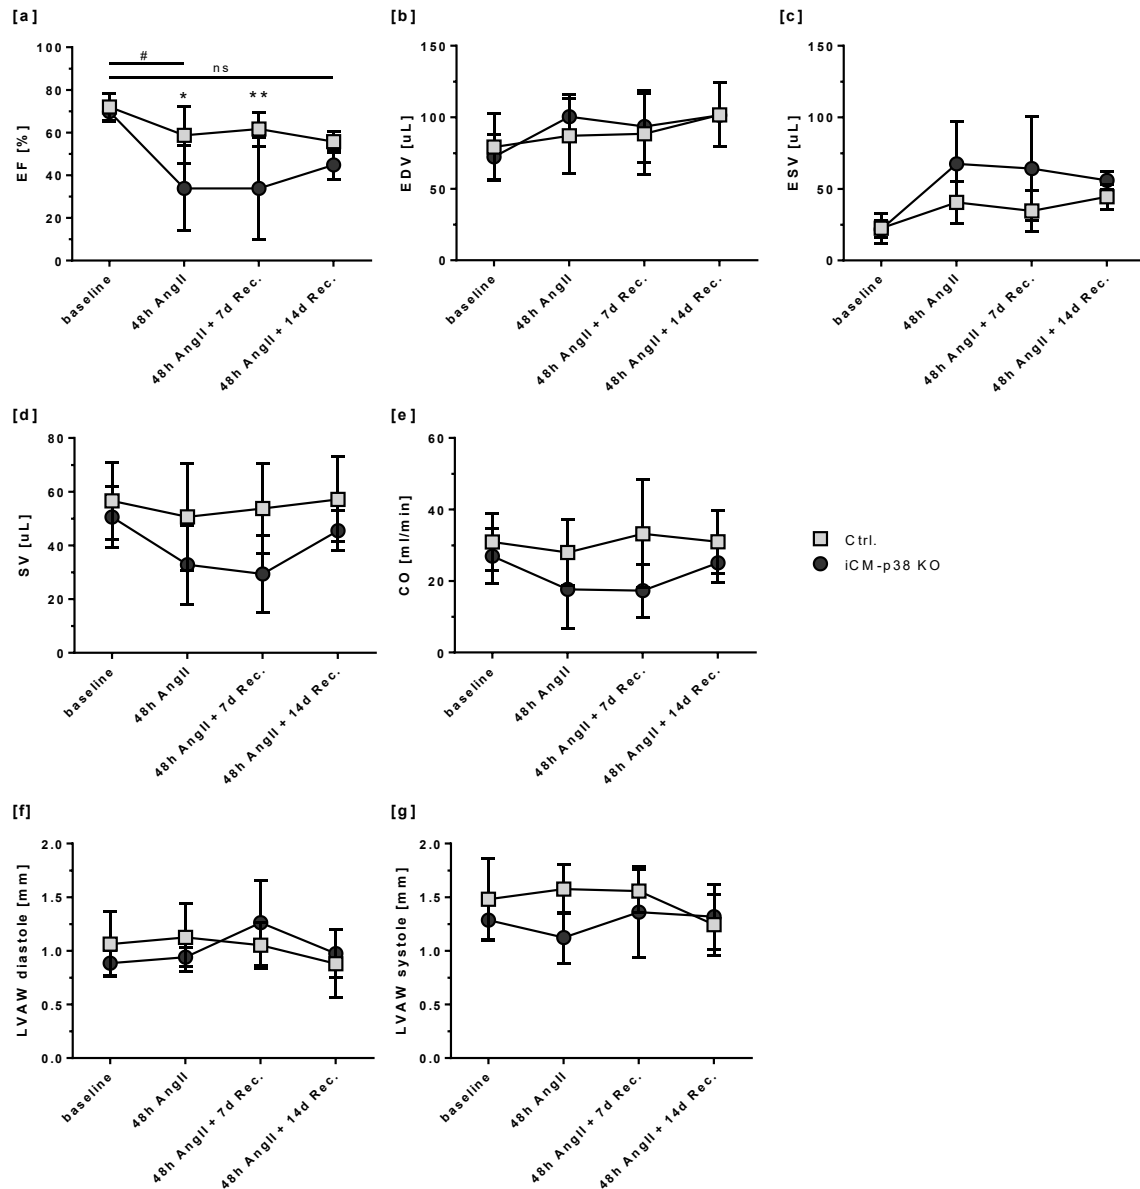 [a]
EF [%]
100
80
60
40
20
0
#
ns
*
**
baseline
48h AngII
48h AngII + 7d Rec.
48h AngII + 14d Rec.
[b]
EDV [uL]
150
100
50
0
baseline
48h AngII
48h AngII + 7d Rec.
48h AngII + 14d Rec.
[c]
ESV [uL]
150
100
50
0
baseline
48h AngII
48h AngII + 7d Rec.
48h AngII + 14d Rec.
[d]
SV [uL]
80
60
40
20
0
baseline
48h AngII
48h AngII + 7d Rec.
48h AngII + 14d Rec.
[e]
CO [ml/min]
60
40
20
0
baseline
48h AngII
48h AngII + 7d Rec.
48h AngII + 14d Rec.
Ctrl.
iCM-p38 KO
[f]
LVAW diastole [mm]
2.0
1.5
1.0
0.5
0.0
baseline
48h AngII
48h AngII + 7d Rec.
48h AngII + 14d Rec.
[g]
LVAW systole [mm]
2.0
1.5
1.0
0.5
0.0
baseline
48h AngII
48h AngII + 7d Rec.
48h AngII + 14d Rec.